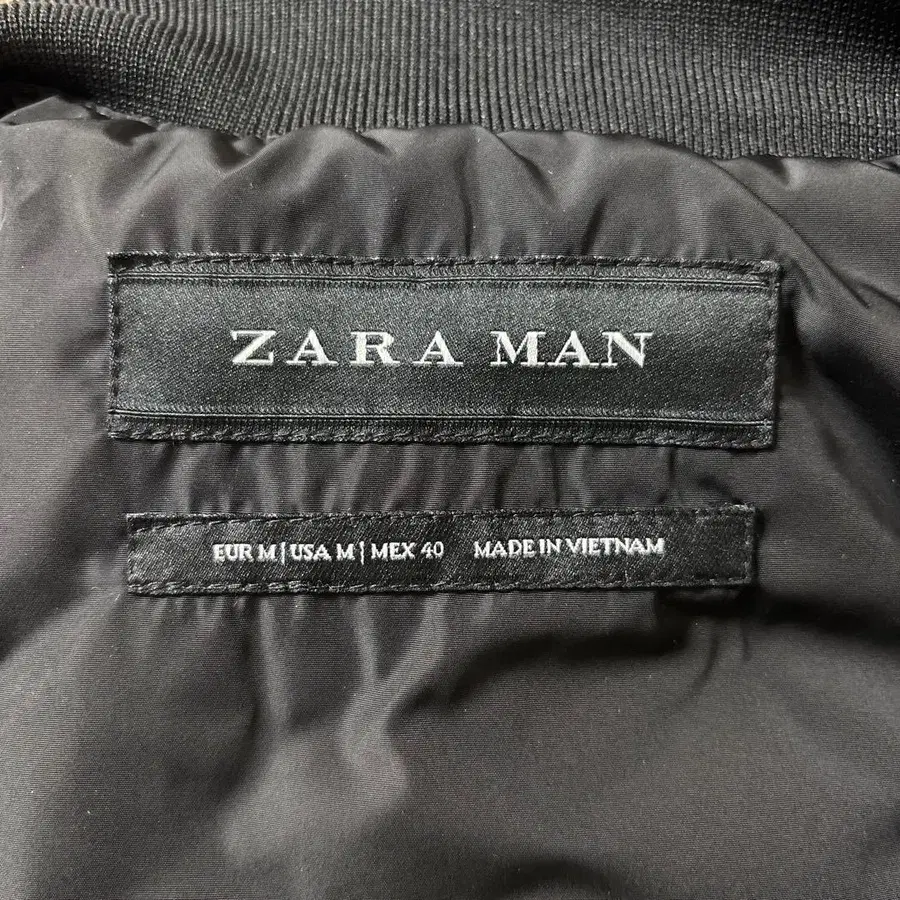 ZARA MAN
EUR M | USA M | MEX 40 MADE IN VIETNAM